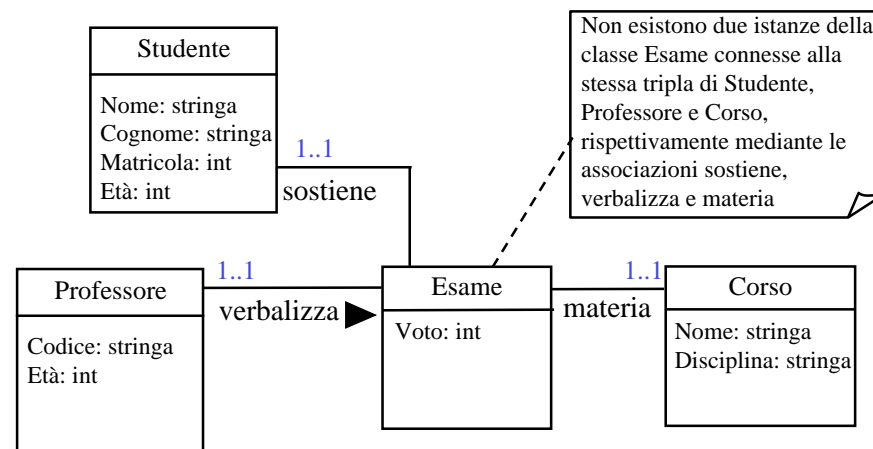 Studente
Nome: stringa
Cognome: stringa
Matricola: int
Età: int
1..1
sostiene
Non esistono due istanze della
classe Esame connesse alla
stessa tripla di Studente,
Professore e Corso,
rispettivamente mediante le
associazioni sostiene,
verbalizza e materia
Professore
Codice: stringa
Età: int
1..1
verbalizza
Esame
Voto: int
1..1
materia
Corso
Nome: stringa
Disciplina: stringa